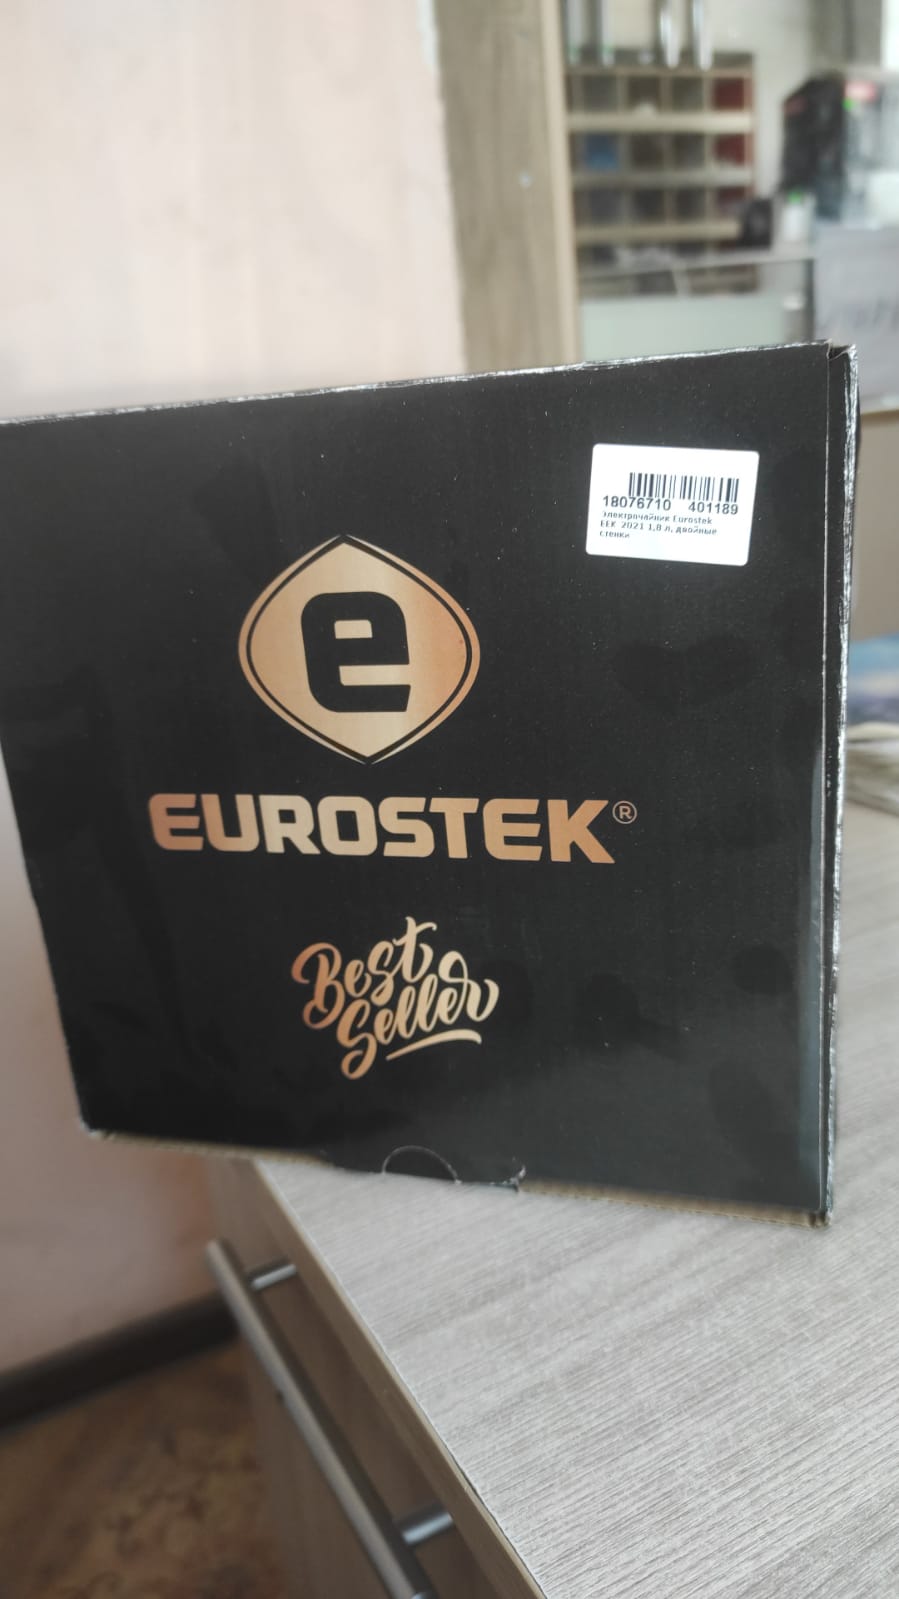 18076710 401189
Электрочайник Eurostek
EEK 2021 1,8 л, двойные
стенки
e
EUROSTEK®
Best
Seller